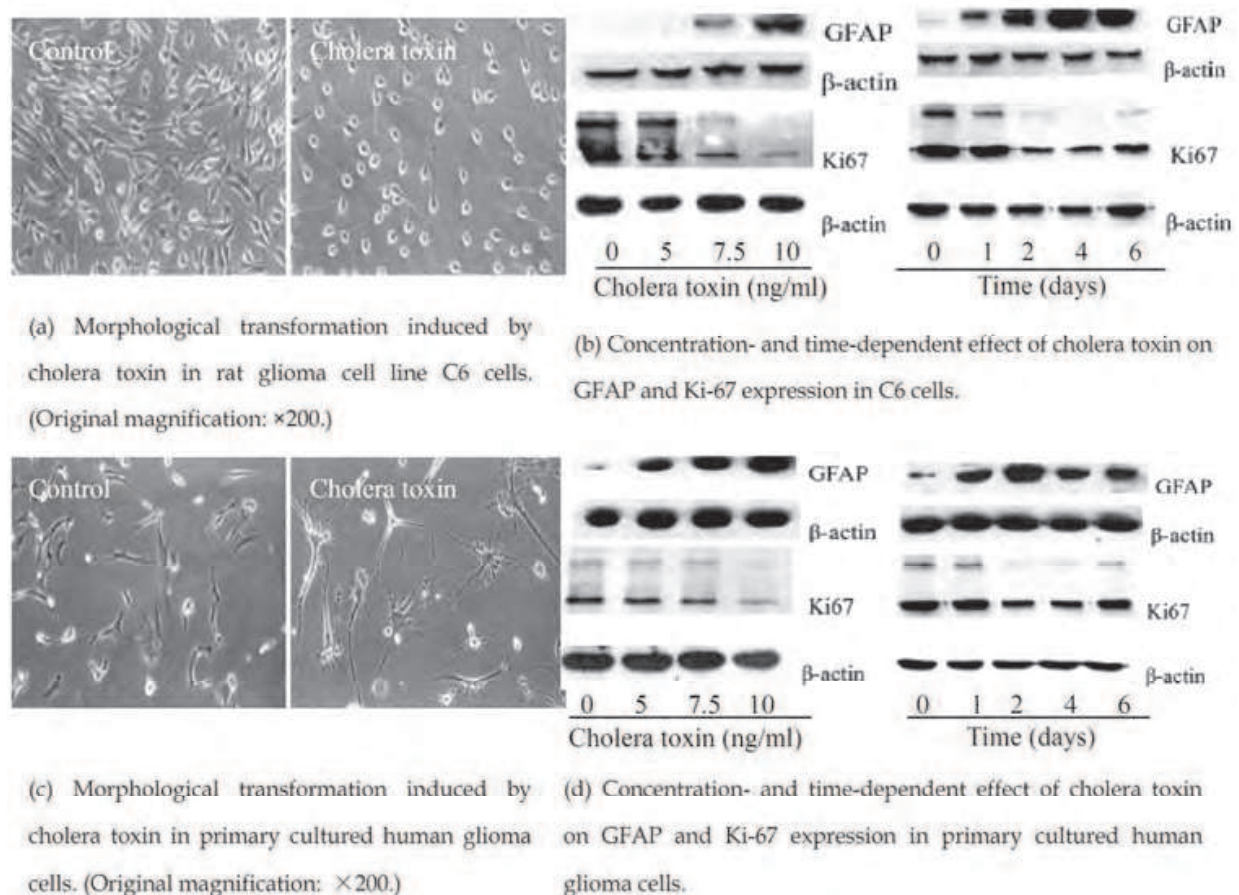 Control
Cholera toxin
GFAP
β-actin
Ki67
β-actin
0 5 7.5 10
Cholera toxin (ng/ml)
GFAP
β-actin
Ki67
β-actin
0 1 2 4 6
Time (days)
(a) Morphological transformation induced by
cholera toxin in rat glioma cell line C6 cells.
(Original magnification: ×200.)
(b) Concentration- and time-dependent effect of cholera toxin on
GFAP and Ki-67 expression in C6 cells.
Control
Cholera toxin
GFAP
β-actin
Ki67
β-actin
0 5 7.5 10
Cholera toxin (ng/ml)
GFAP
β-actin
Ki67
β-actin
0 1 2 4 6
Time (days)
(c) Morphological transformation induced by
cholera toxin in primary cultured human glioma
cells. (Original magnification: ×200.)
(d) Concentration- and time-dependent effect of cholera toxin
on GFAP and Ki-67 expression in primary cultured human
glioma cells.